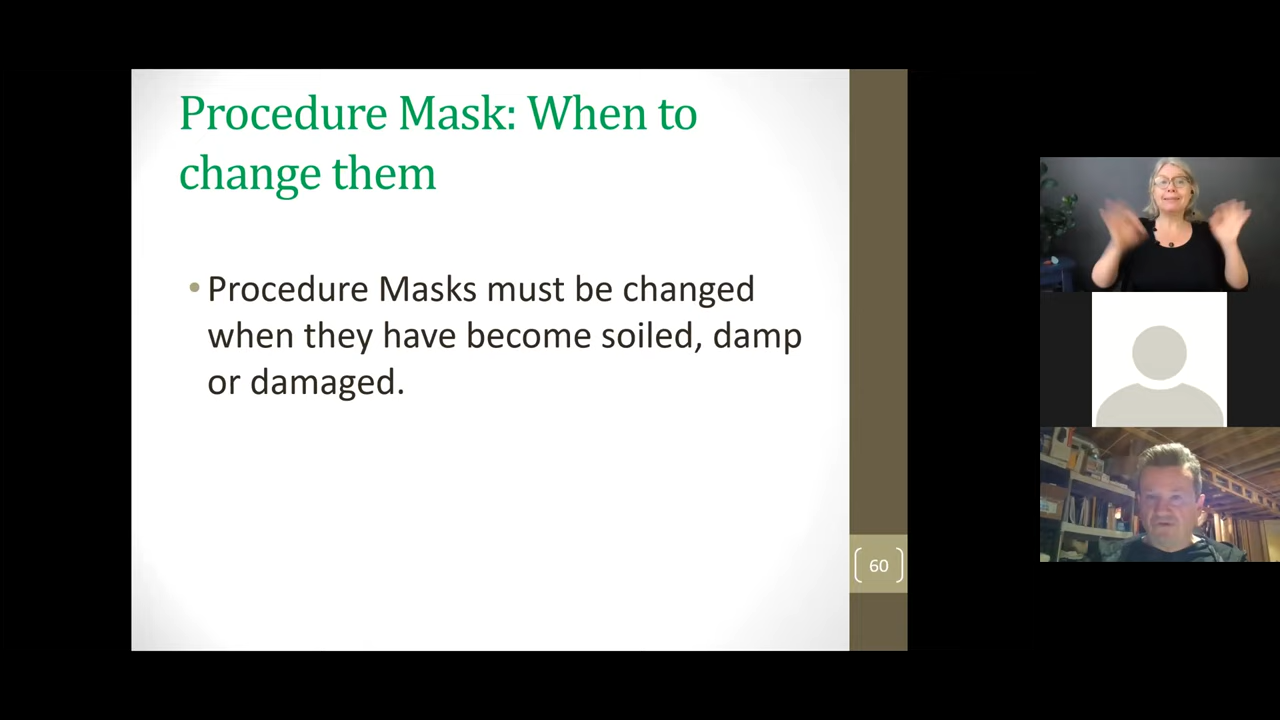 Procedure Mask: When to
change them
• Procedure Masks must be changed
when they have become soiled, damp
or damaged.
60